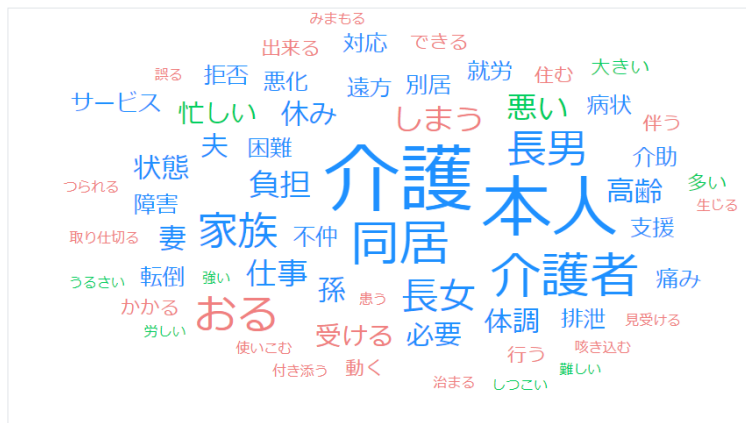 みまもる
出来る
対応
できる
誤る
拒否
悪化
遠方
別居
就労
住む
大きい
サービス
忙しい
休み
しまう
悪い
病状
伴う
夫
困難
介護
長男
介助
状態
負担
本人
高齢
多い
つられる
障害
家族
同居
支援
生じる
取り仕切る
妻
不仲
介護者
うるさい
転倒
強い
仕事
孫
患う
長女
痛み
かかる
おる
受ける
必要
体調
排泄
見受ける
労しい
使いこむ
行う
咳き込む
付き添う
動く
治まる
しつこい
難しい